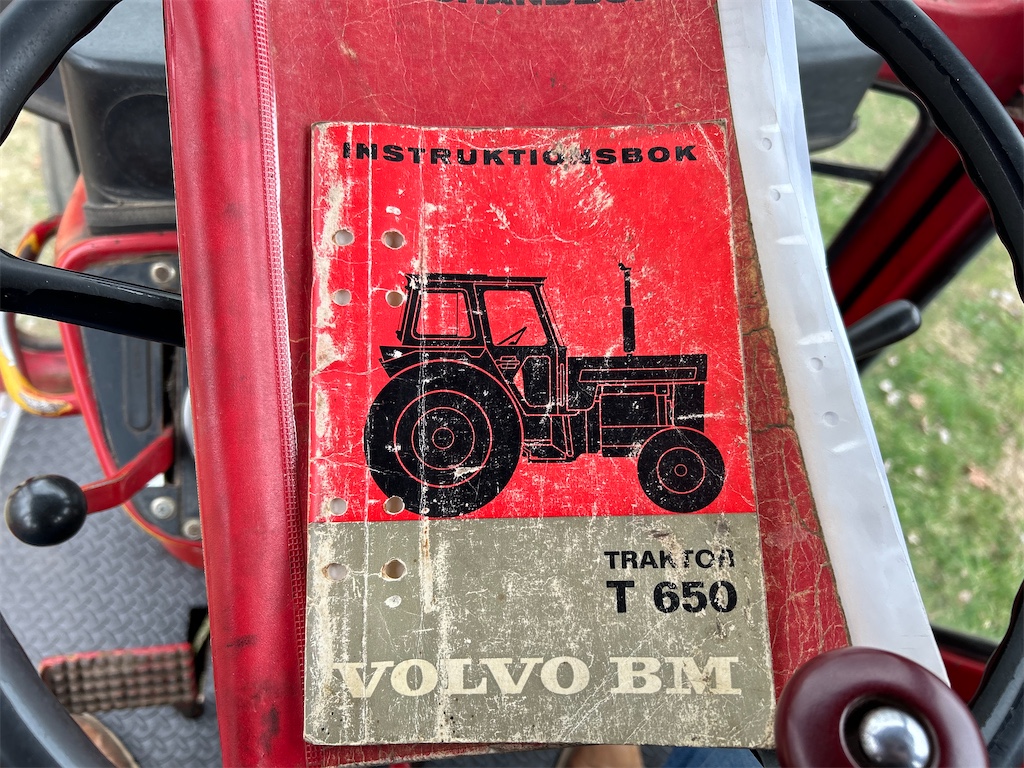 INSTRUKTIONSBOK
TRAKTOR
T 650
VOLVO BM